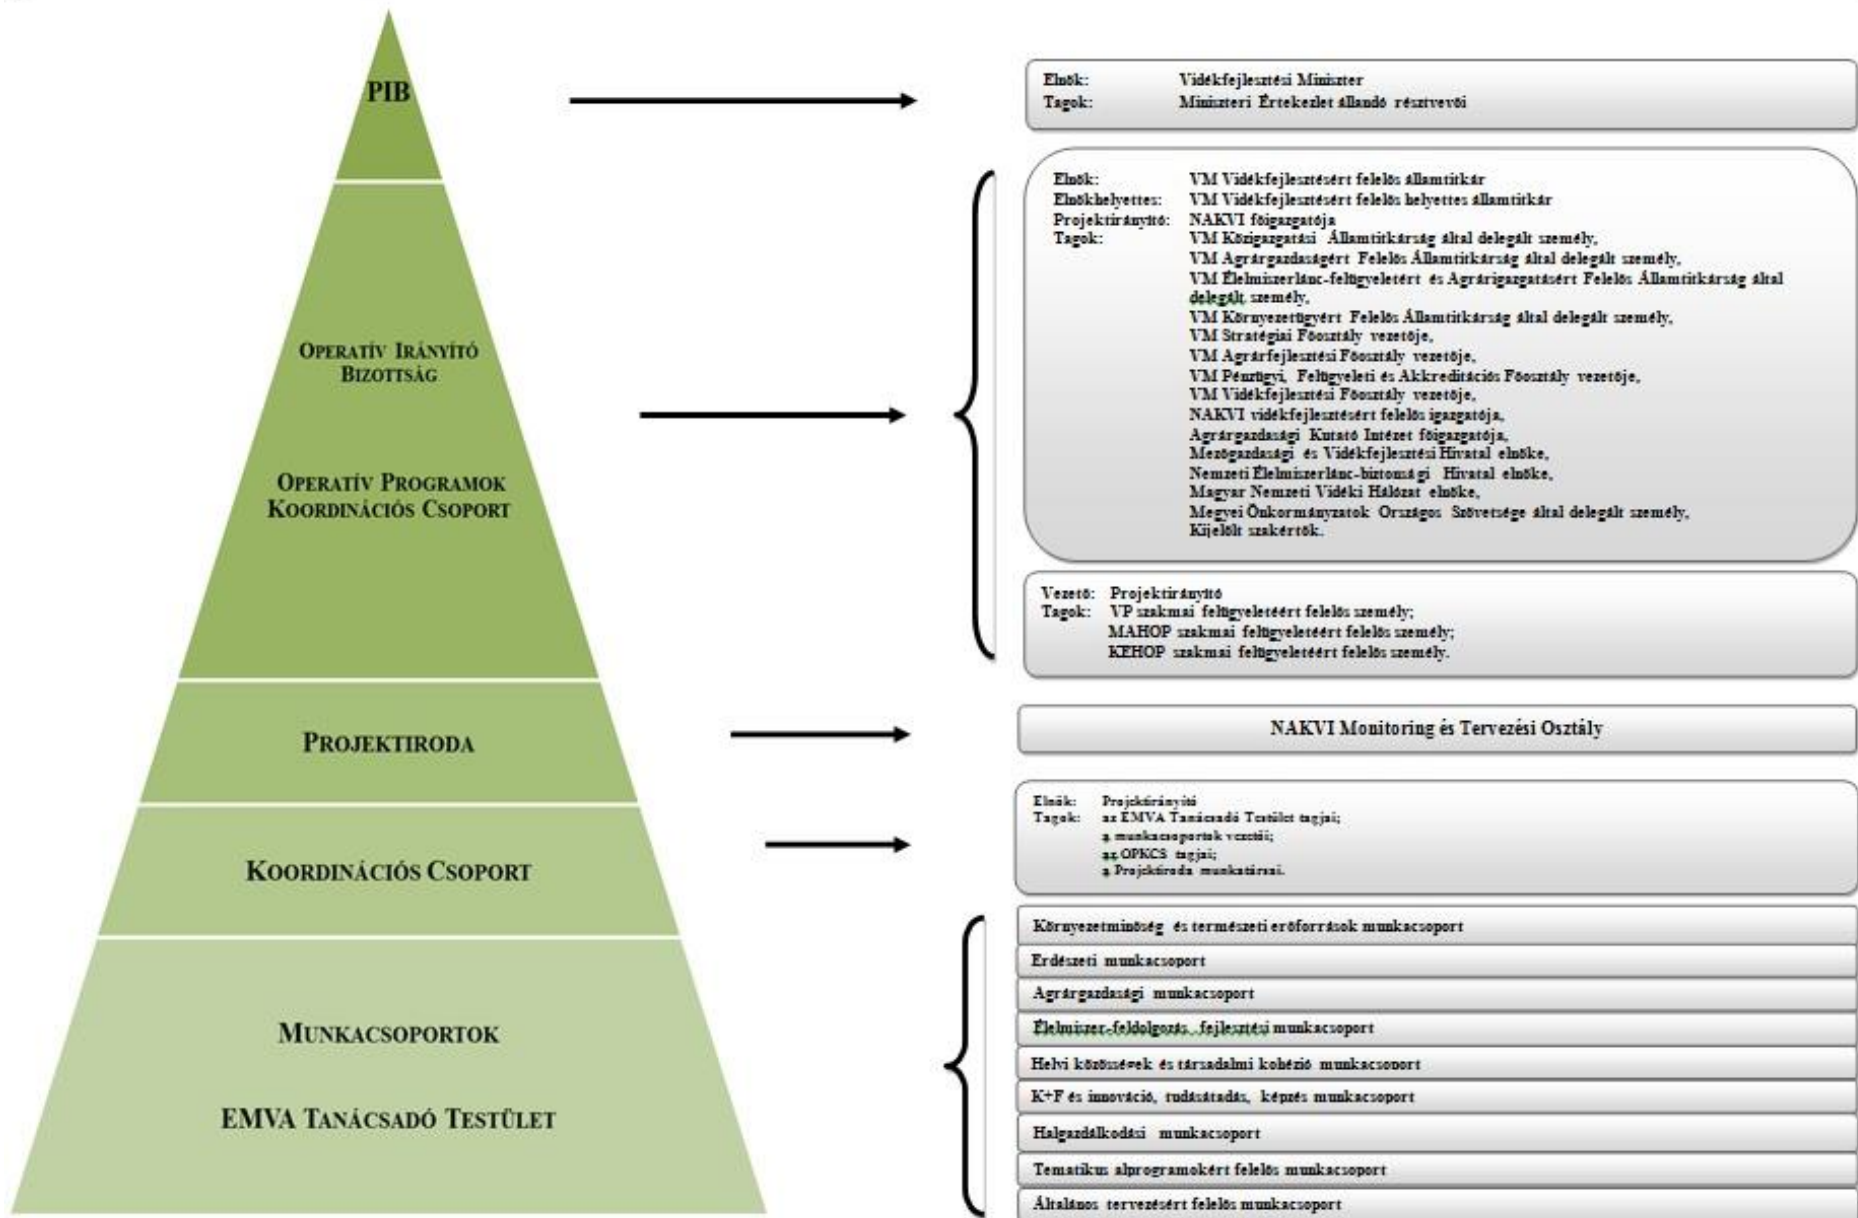 PIB
Elnök: Vidékfejlesztési Miniszter
Tagok: Miniszteri Értekezlet állandó résztvevői
OPERATÍV IRÁNYÍTÓ
BIZOTTSÁG
OPERATÍV PROGRAMOK
KOORDINÁCIÓS CSOPORT
Elnök: VM Vidékfejlesztésért felelős államtitkár
Elnökhelyettes: VM Vidékfejlesztésért felelős helyettes államtitkár
Projektirányító: NAKVI főigazgatója
Tagok: VM Közigazgatási Államtitkárság által delegált személy,
VM Agrárgazdaságért Felelős Államtitkárság által delegált személy,
VM Élelmiszerlánc-felügyeletért és Agrárigazgatásért Felelős Államtitkárság által
delegált személy,
VM Környezetügyért Felelős Államtitkárság által delegált személy,
VM Stratégiai Főosztály vezetője,
VM Agrárfejlesztési Főosztály vezetője,
VM Pénzügyi, Felügyeleti és Akkreditációs Főosztály vezetője,
VM Vidékfejlesztési Főosztály vezetője,
NAKVI vidékfejlesztésért felelős igazgatója,
Agrárgazdasági Kutató Intézet főigazgatója,
Mezőgazdasági és Vidékfejlesztési Hivatal elnöke,
Nemzeti Élelmiszerlánc-biztonsági Hivatal elnöke,
Magyar Nemzeti Vidéki Hálózat elnöke,
Megyei Önkormányzatok Országos Szövetsége által delegált személy,
Kijelölt szakértők.
Vezető: Projektirányító
Tagok: VP szakmai felügyeletéért felelős személy;
MAHOP szakmai felügyeletéért felelős személy;
KEHOP szakmai felügyeletéért felelős személy.
PROJEKTIRODA
NAKVI Monitoring és Tervezési Osztály
KOORDINÁCIÓS CSOPORT
Elnök: Projektirányító
Tagok: az EMVA Tanácsadó Testület tagjai;
a munkacsoportok vezetői;
az OPKCS tagjai;
a Projektiroda munkatársai.
MUNKACSOPORTOK
EMVA TANÁCSADÓ TESTÜLET
Környezetminőség és természeti erőforrások munkacsoport
Erdészeti munkacsoport
Agrárgazdasági munkacsoport
Élelmiszer-feldolgozás fejlesztési munkacsoport
Helyi közösségek és társadalmi kohézió munkacsoport
K+F és innováció, tudásátadás, képzés munkacsoport
Halgazdálkodási munkacsoport
Tematikus alprogramokért felelős munkacsoport
Általános tervezésért felelős munkacsoport